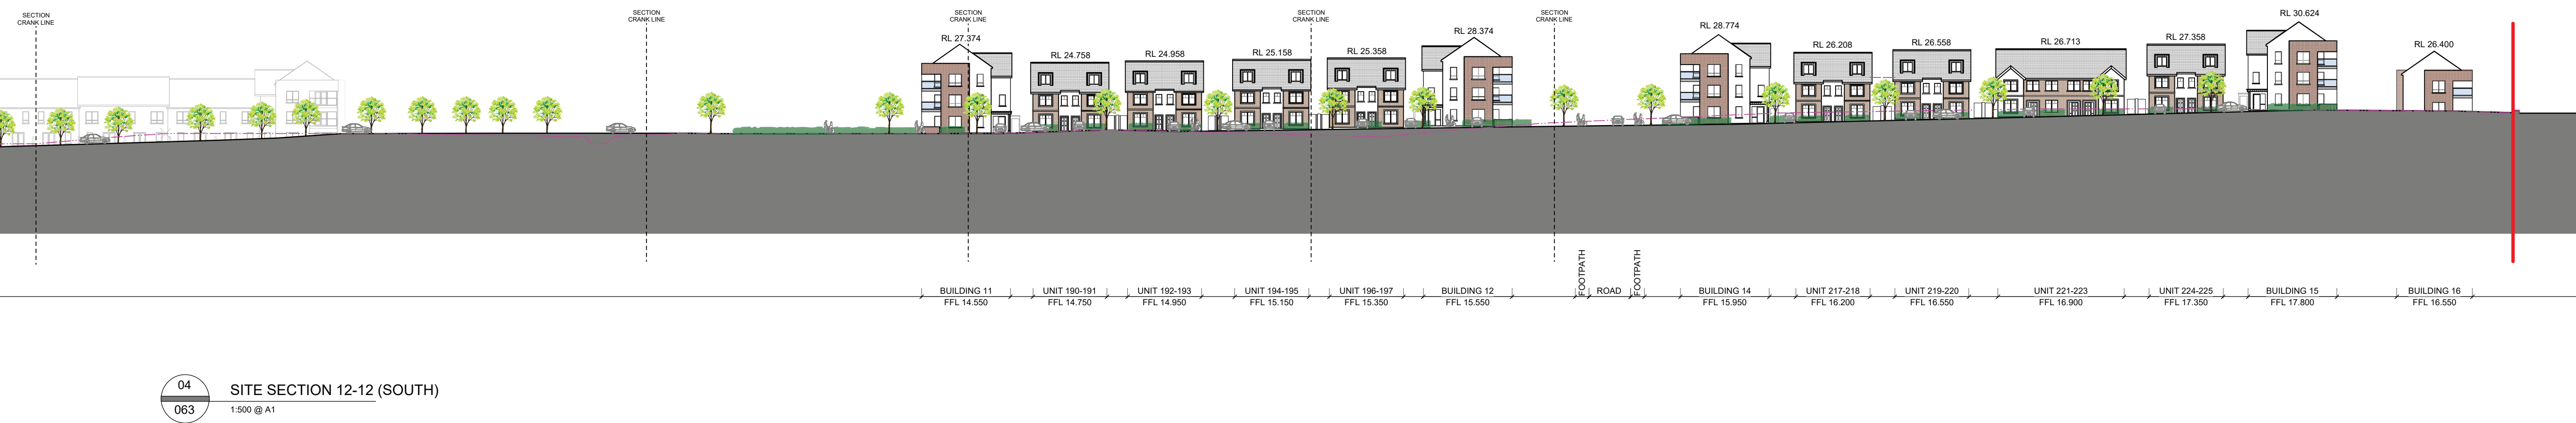 SECTION
CRANK LINE
SECTION
CRANK LINE
SECTION
CRANK LINE
SECTION
CRANK LINE
SECTION
CRANK LINE
RL 27.374
RL 24.758
RL 24.958
RL 25.158
RL 25.358
RL 28.374
RL 28.774
RL 26.208
RL 26.558
RL 26.713
RL 27.358
RL 30.624
RL 26.400
BUILDING 11
FFL 14.550
UNIT 190-191
FFL 14.750
UNIT 192-193
FFL 14.950
UNIT 194-195
FFL 15.150
UNIT 196-197
FFL 15.350
BUILDING 12
FFL 15.550
FOOTPATH
ROAD
FOOTPATH
BUILDING 14
FFL 15.950
UNIT 217-218
FFL 16.200
UNIT 219-220
FFL 16.550
UNIT 221-223
FFL 16.900
UNIT 224-225
FFL 17.350
BUILDING 15
FFL 17.800
BUILDING 16
FFL 16.550
04
063
SITE SECTION 12-12 (SOUTH)
1:500 @ A1